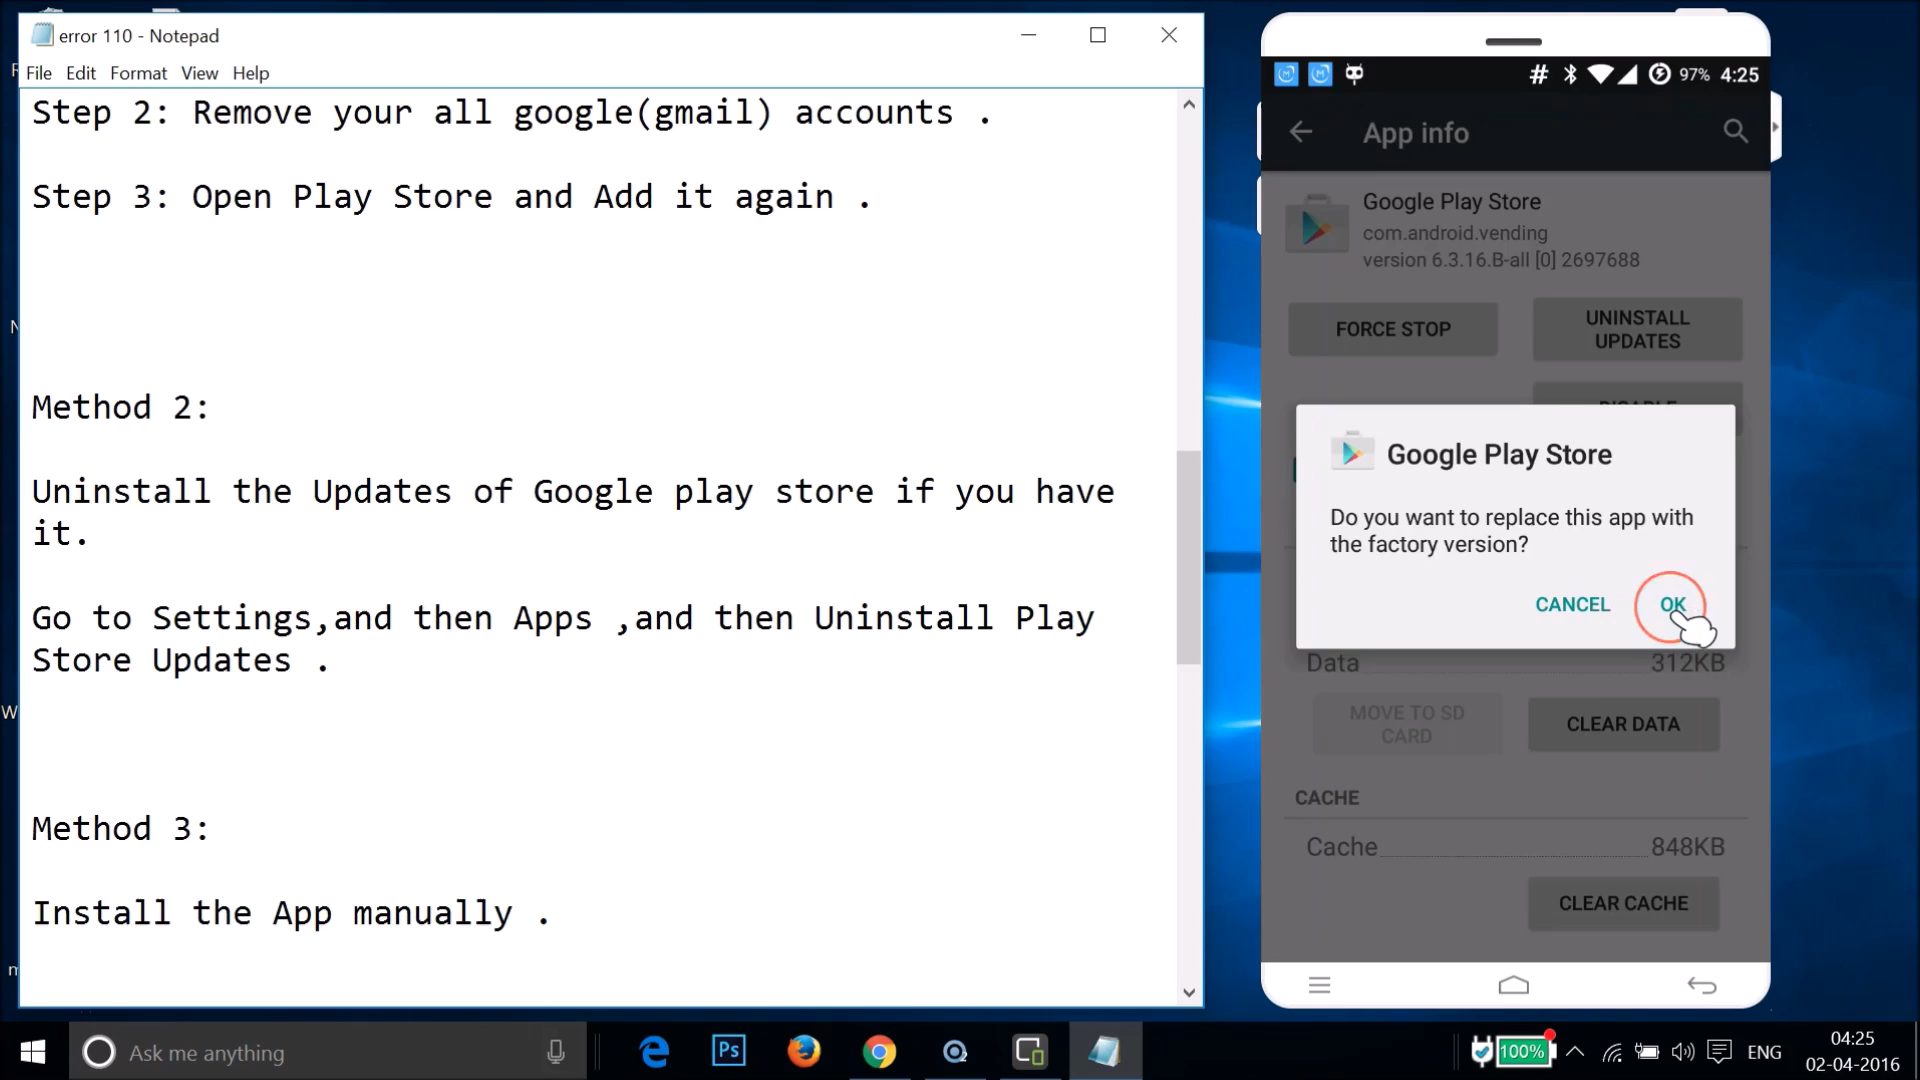 error 110 - Notepad
File Edit Format View Help
Step 2: Remove your all google(gmail) accounts .
Step 3: Open Play Store and Add it again .
Method 2:
Uninstall the Updates of Google play store if you have
it.
Go to Settings,and then Apps ,and then Uninstall Play
Store Updates .
Method 3:
Install the App manually .
97% 4:25
App info
Google Play Store
com.android.vending
version 6.3.16.B-all [0] 2697688
FORCE STOP
UNINSTALL
UPDATES
Google Play Store
Do you want to replace this app with
the factory version?
CANCEL OK
Data 312KB
MOVE TO SD
CARD
CLEAR DATA
CACHE
Cache 848KB
CLEAR CACHE
Ask me anything
Ps
100%
ENG
04:25
02-04-2016